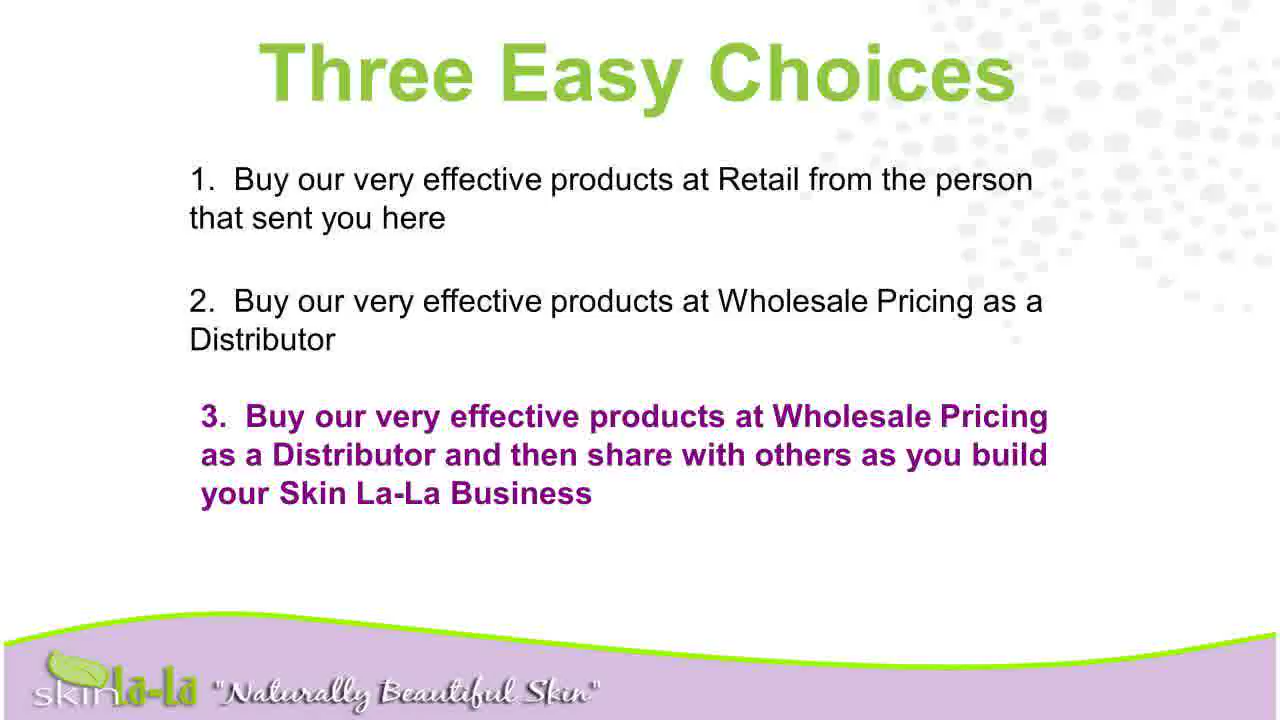 Three Easy Choices
1. Buy our very effective products at Retail from the person
that sent you here
2. Buy our very effective products at Wholesale Pricing as a
Distributor
3. Buy our very effective products at Wholesale Pricing
as a Distributor and then share with others as you build
your Skin La-La Business
skin lā-lā "Naturally Beautiful Skin"